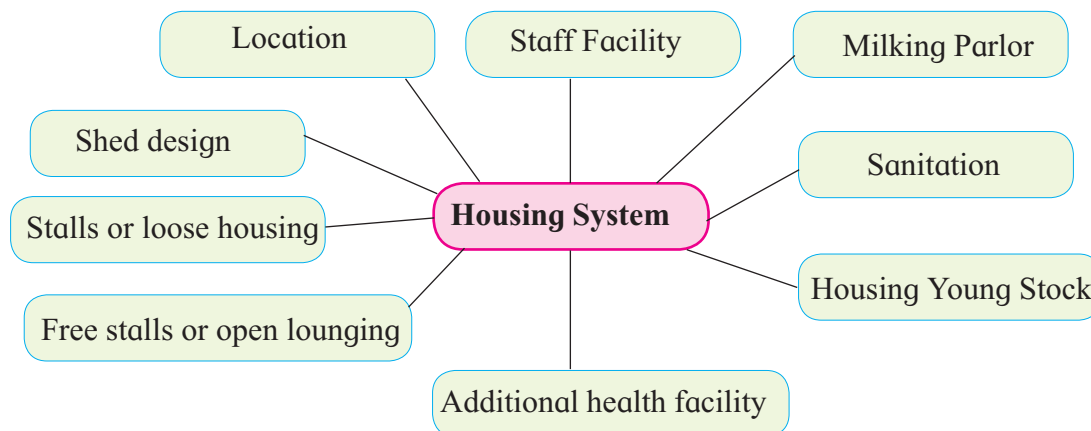 Location
Staff Facility
Milking Parlor
Shed design
Sanitation
Stalls or loose housing
Housing System
Housing Young Stock
Free stalls or open lounging
Additional health facility